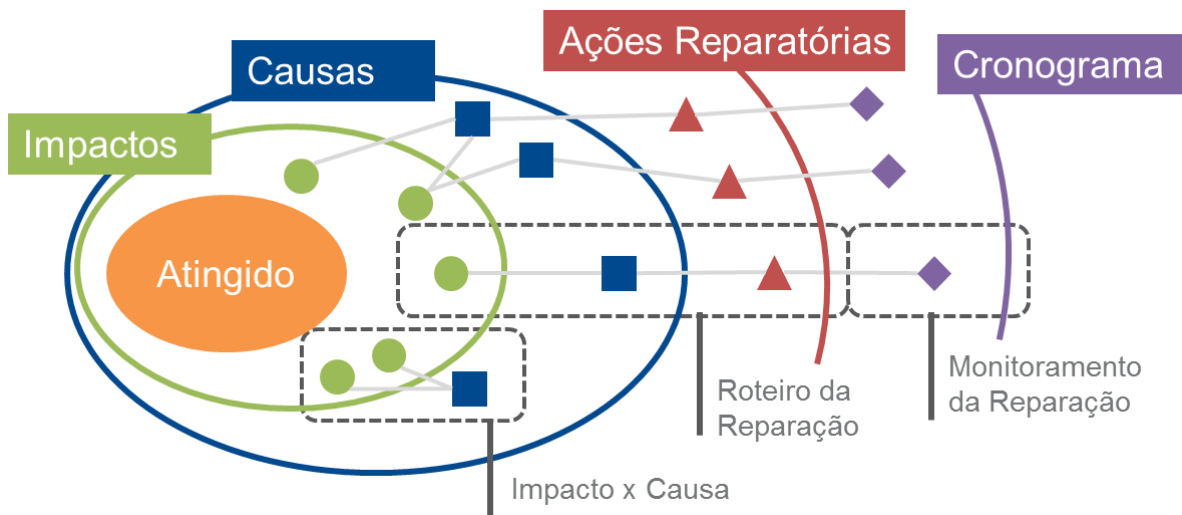 Ações Reparatórias
Causas
Cronograma
Impactos
Atingido
Roteiro da
Reparação
Monitoramento
da Reparação
Impacto x Causa